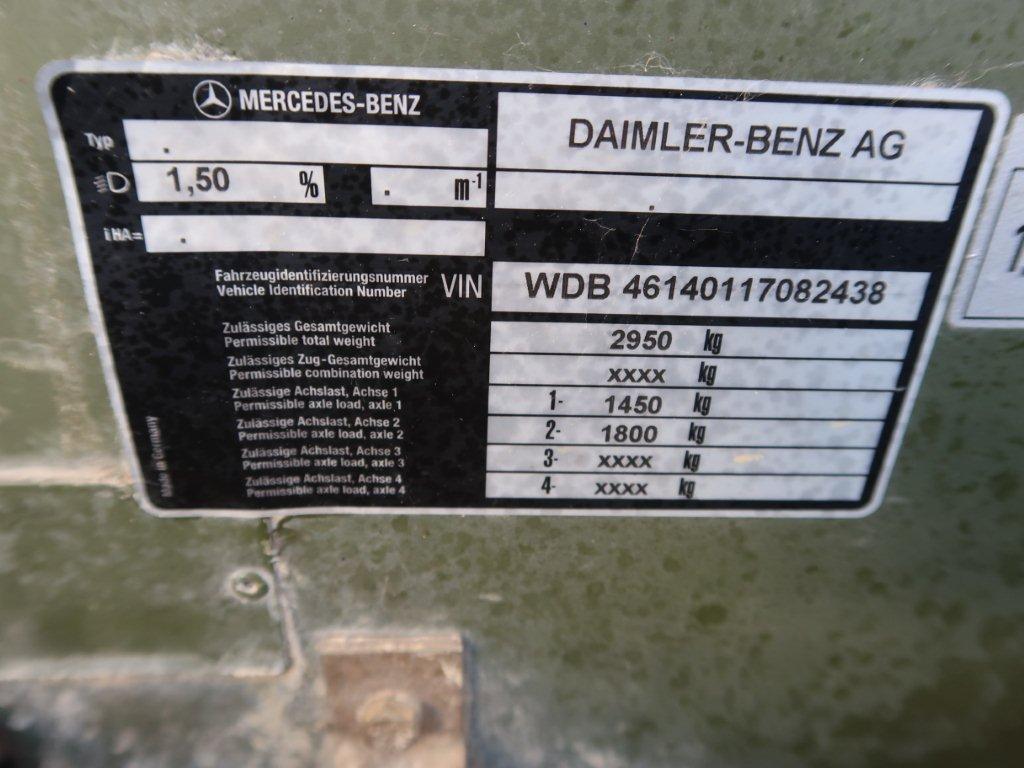 MERCEDES-BENZ
DAIMLER-BENZ AG
Typ .
1,50 % . m-1
.
iHA= .
Fahrzeugidentifizierungsnummer
Vehicle Identification Number VIN WDB 46140117082438
Zulässiges Gesamtgewicht
Permissible total weight 2950 kg
Zulässiges Zug-Gesamtgewicht
Permissible combination weight xxxx kg
Zulässige Achslast, Achse 1
Permissible axle load, axle 1 1- 1450 kg
Zulässige Achslast, Achse 2
Permissible axle load, axle 2 2- 1800 kg
Zulässige Achslast, Achse 3
Permissible axle load, axle 3 3- xxxx kg
Zulässige Achslast, Achse 4
Permissible axle load, axle 4 4- xxxx kg
Made in Germany